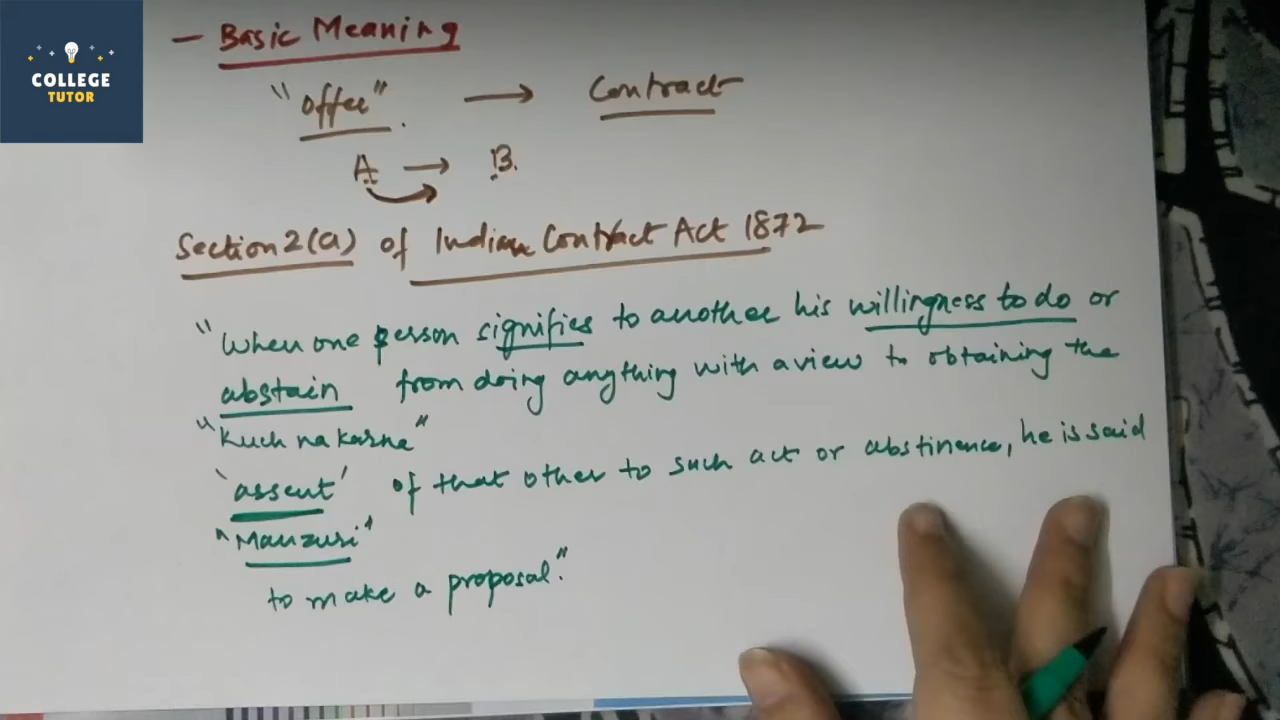 COLLEGE
TUTOR
- Basic Meaning
"offer" → Contract
A → B.
Section 2(a) of Indian Contract Act 1872
"When one person signifies to another his willingness to do or
abstain from doing anything with a view to obtaining the
"Kuch na karna"
'assent' of that other to such act or abstinence, he is said
"Manzuri"
to make a proposal."